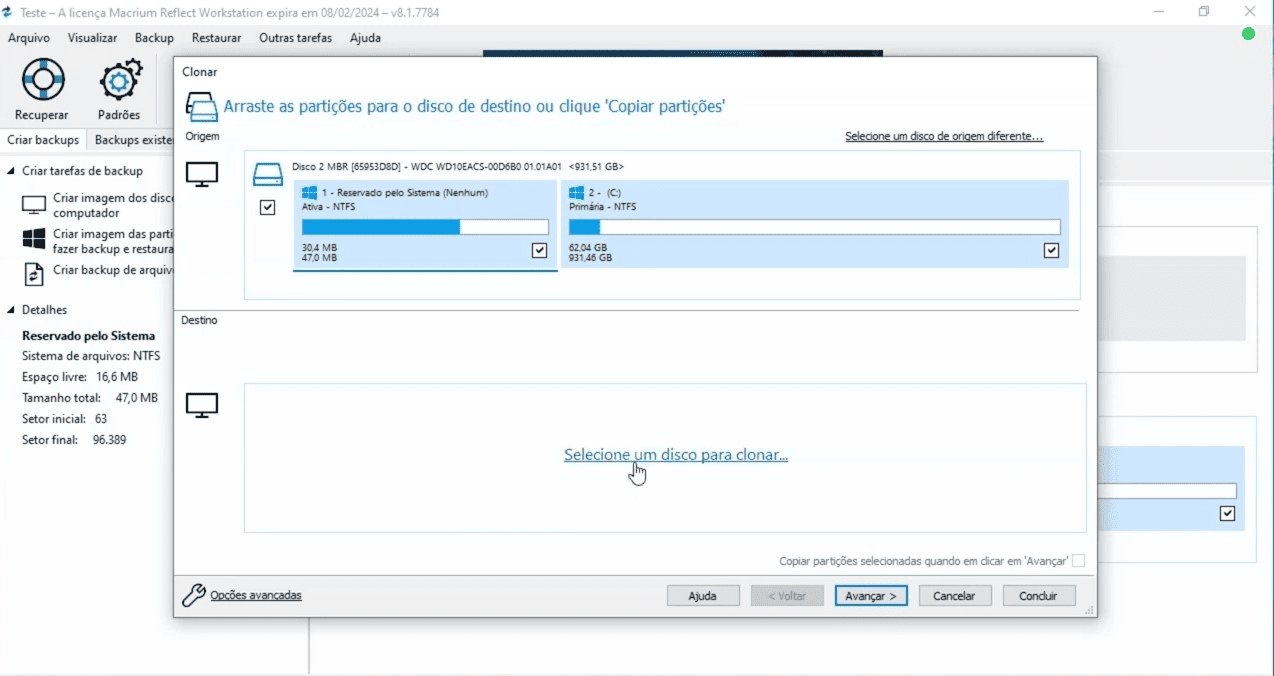 Teste – A licença Macrium Reflect Workstation expira em 08/02/2024 – v8.1.7784
Arquivo Visualizar Backup Restaurar Outras tarefas Ajuda
Recuperar Padrões
Criar backups Backups existe
Criar tarefas de backup
Criar imagem dos disc
computador
Criar imagem das parti
fazer backup e restaura
Criar backup de arquiv
Detalhes
Reservado pelo Sistema
Sistema de arquivos: NTFS
Espaço livre: 16,6 MB
Tamanho total: 47,0 MB
Setor inicial: 63
Setor final: 96.389
Clonar
Arraste as partições para o disco de destino ou clique 'Copiar partições'
Origem
Selecione um disco de origem diferente...
Disco 2 MBR [65953D8D] - WDC WD10EACS-00D6B0 01.01A01 <931,51 GB>
1 - Reservado pelo Sistema (Nenhum)
Ativa - NTFS
30,4 MB
47,0 MB
2 - (C:)
Primária - NTFS
62,04 GB
931,46 GB
Destino
Selecione um disco para clonar...
Copiar partições selecionadas quando em clicar em 'Avançar'
Opções avançadas
Ajuda < Voltar Avançar > Cancelar Concluir